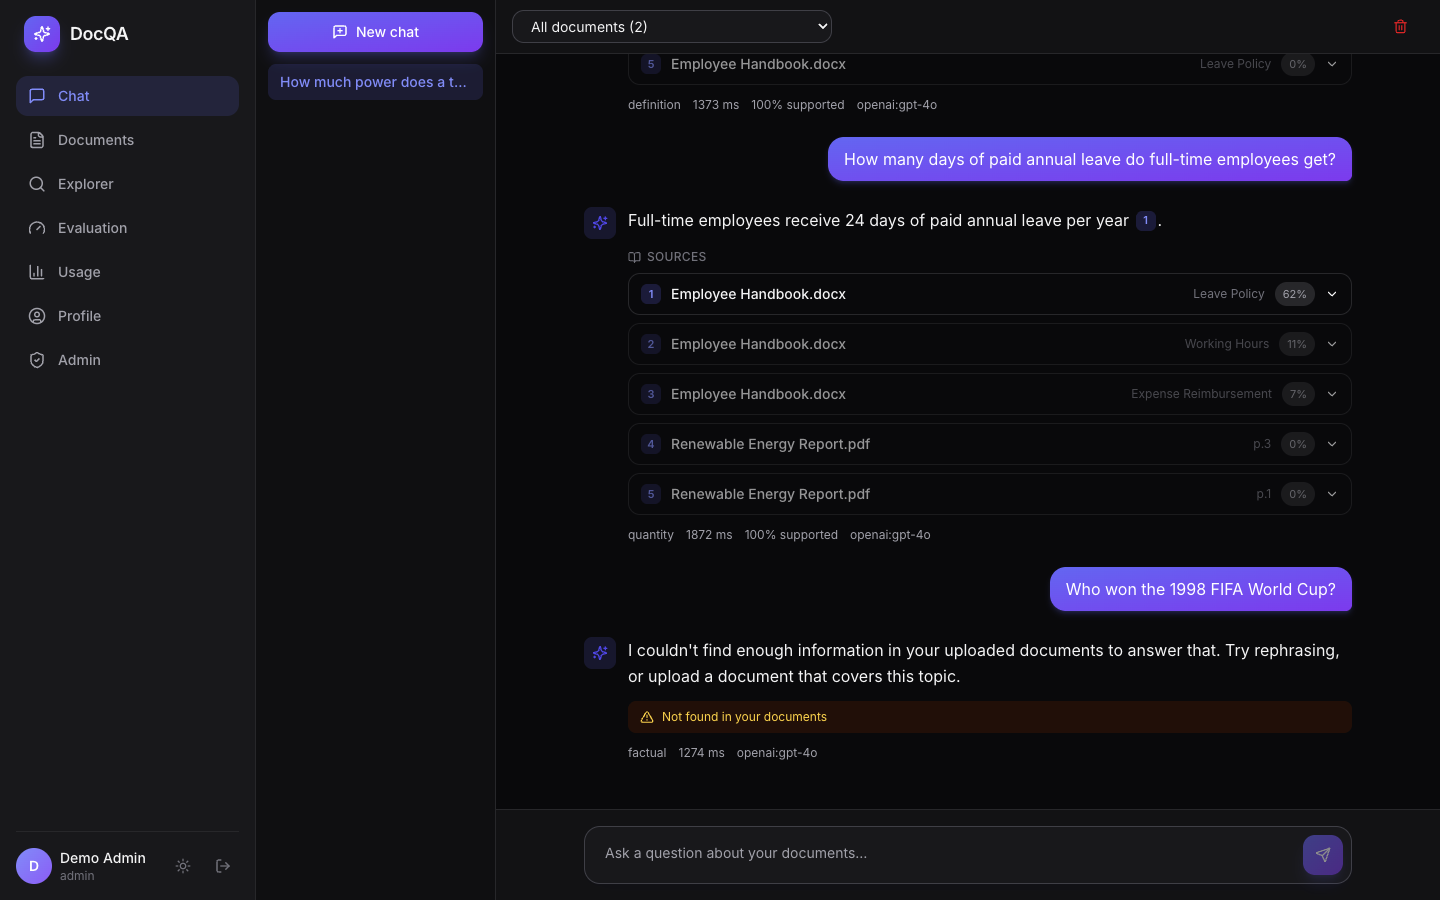 DocQA
Chat
Documents
Explorer
Evaluation
Usage
Profile
Admin
D
Demo Admin
admin
New chat
How much power does a t...
All documents (2)
5 Employee Handbook.docx Leave Policy 0%
definition 1373 ms 100% supported openai:gpt-4o
How many days of paid annual leave do full-time employees get?
Full-time employees receive 24 days of paid annual leave per year 1 .
SOURCES
1 Employee Handbook.docx Leave Policy 62%
2 Employee Handbook.docx Working Hours 11%
3 Employee Handbook.docx Expense Reimbursement 7%
4 Renewable Energy Report.pdf p.3 0%
5 Renewable Energy Report.pdf p.1 0%
quantity 1872 ms 100% supported openai:gpt-4o
Who won the 1998 FIFA World Cup?
I couldn't find enough information in your uploaded documents to answer that. Try rephrasing,
or upload a document that covers this topic.
Not found in your documents
factual 1274 ms openai:gpt-4o
Ask a question about your documents...